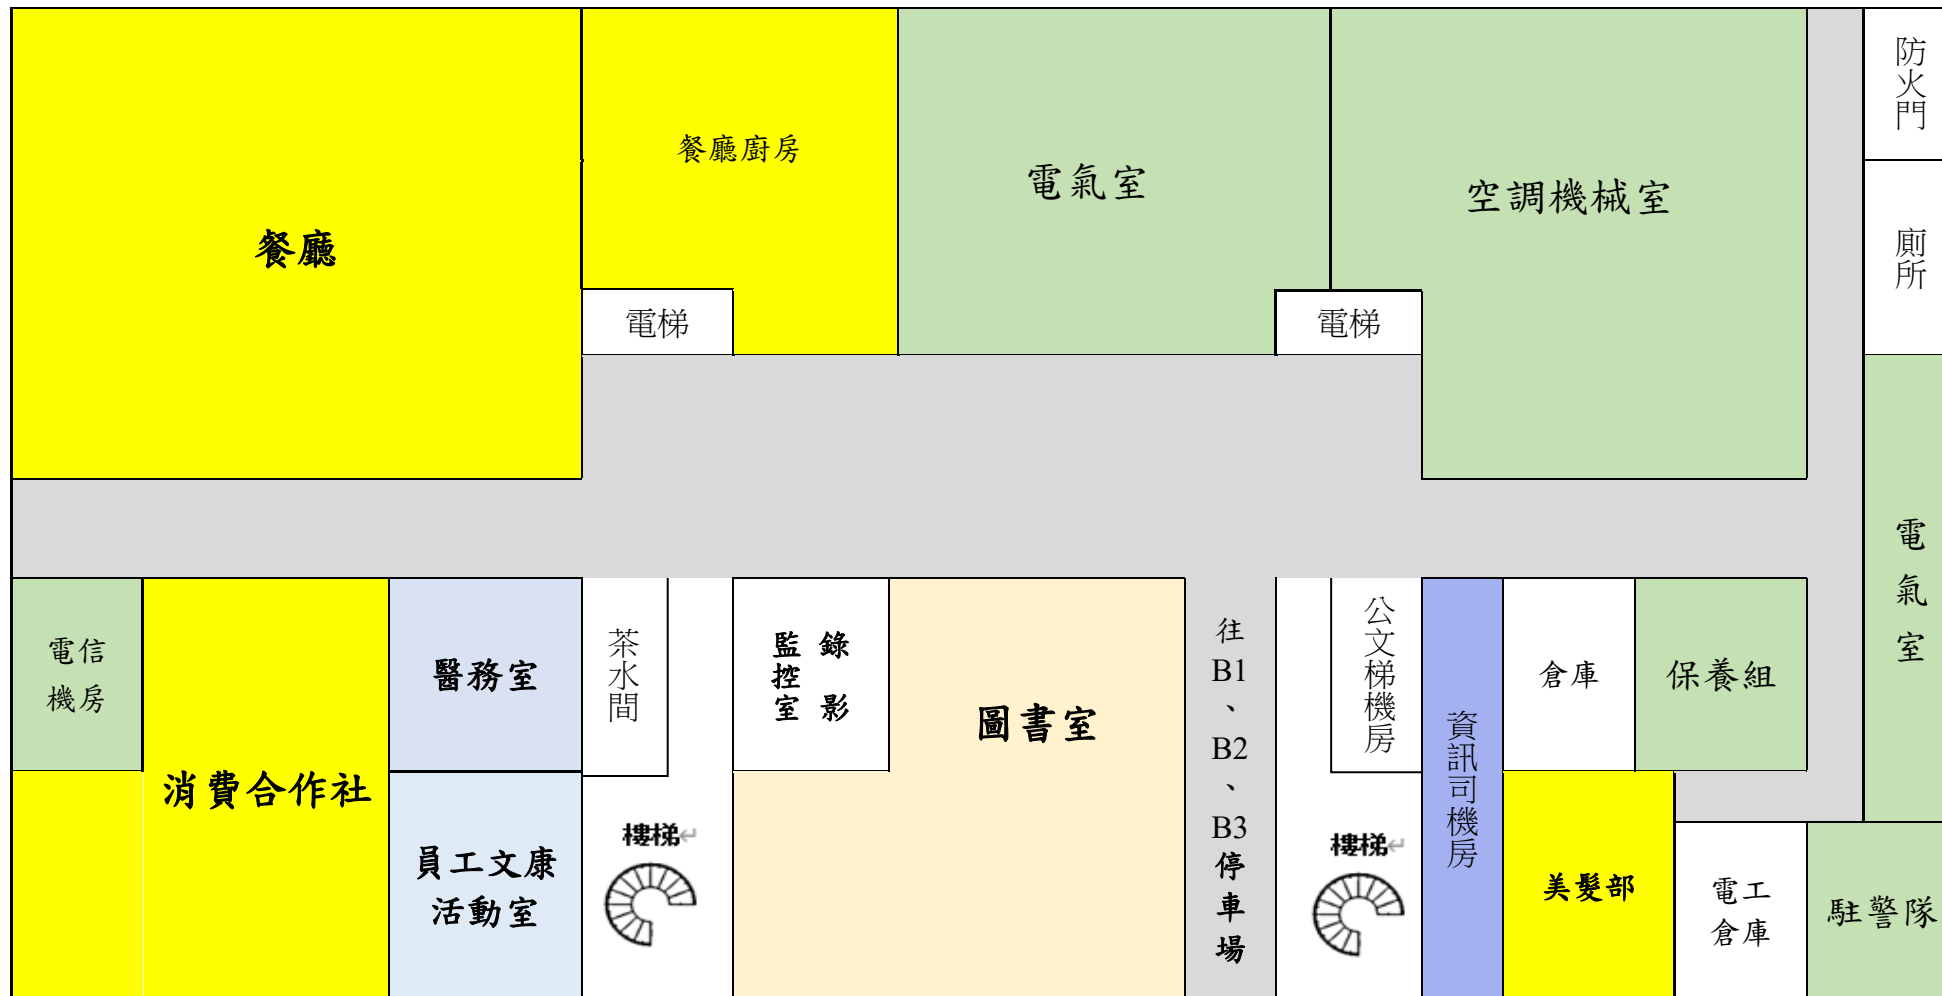 防火門
餐廳廚房
電氣室
空調機械室
餐廳
廁所
電梯
電梯
電氣室
電信
機房
消費合作社
醫務室
員工文康
活動室
茶水間
樓梯↵
監控室
錄影
圖書室
往B1、B2、B3停車場
公文梯機房
樓梯↵
資訊司機房
倉庫
保養組
美髮部
電工
倉庫
駐警隊